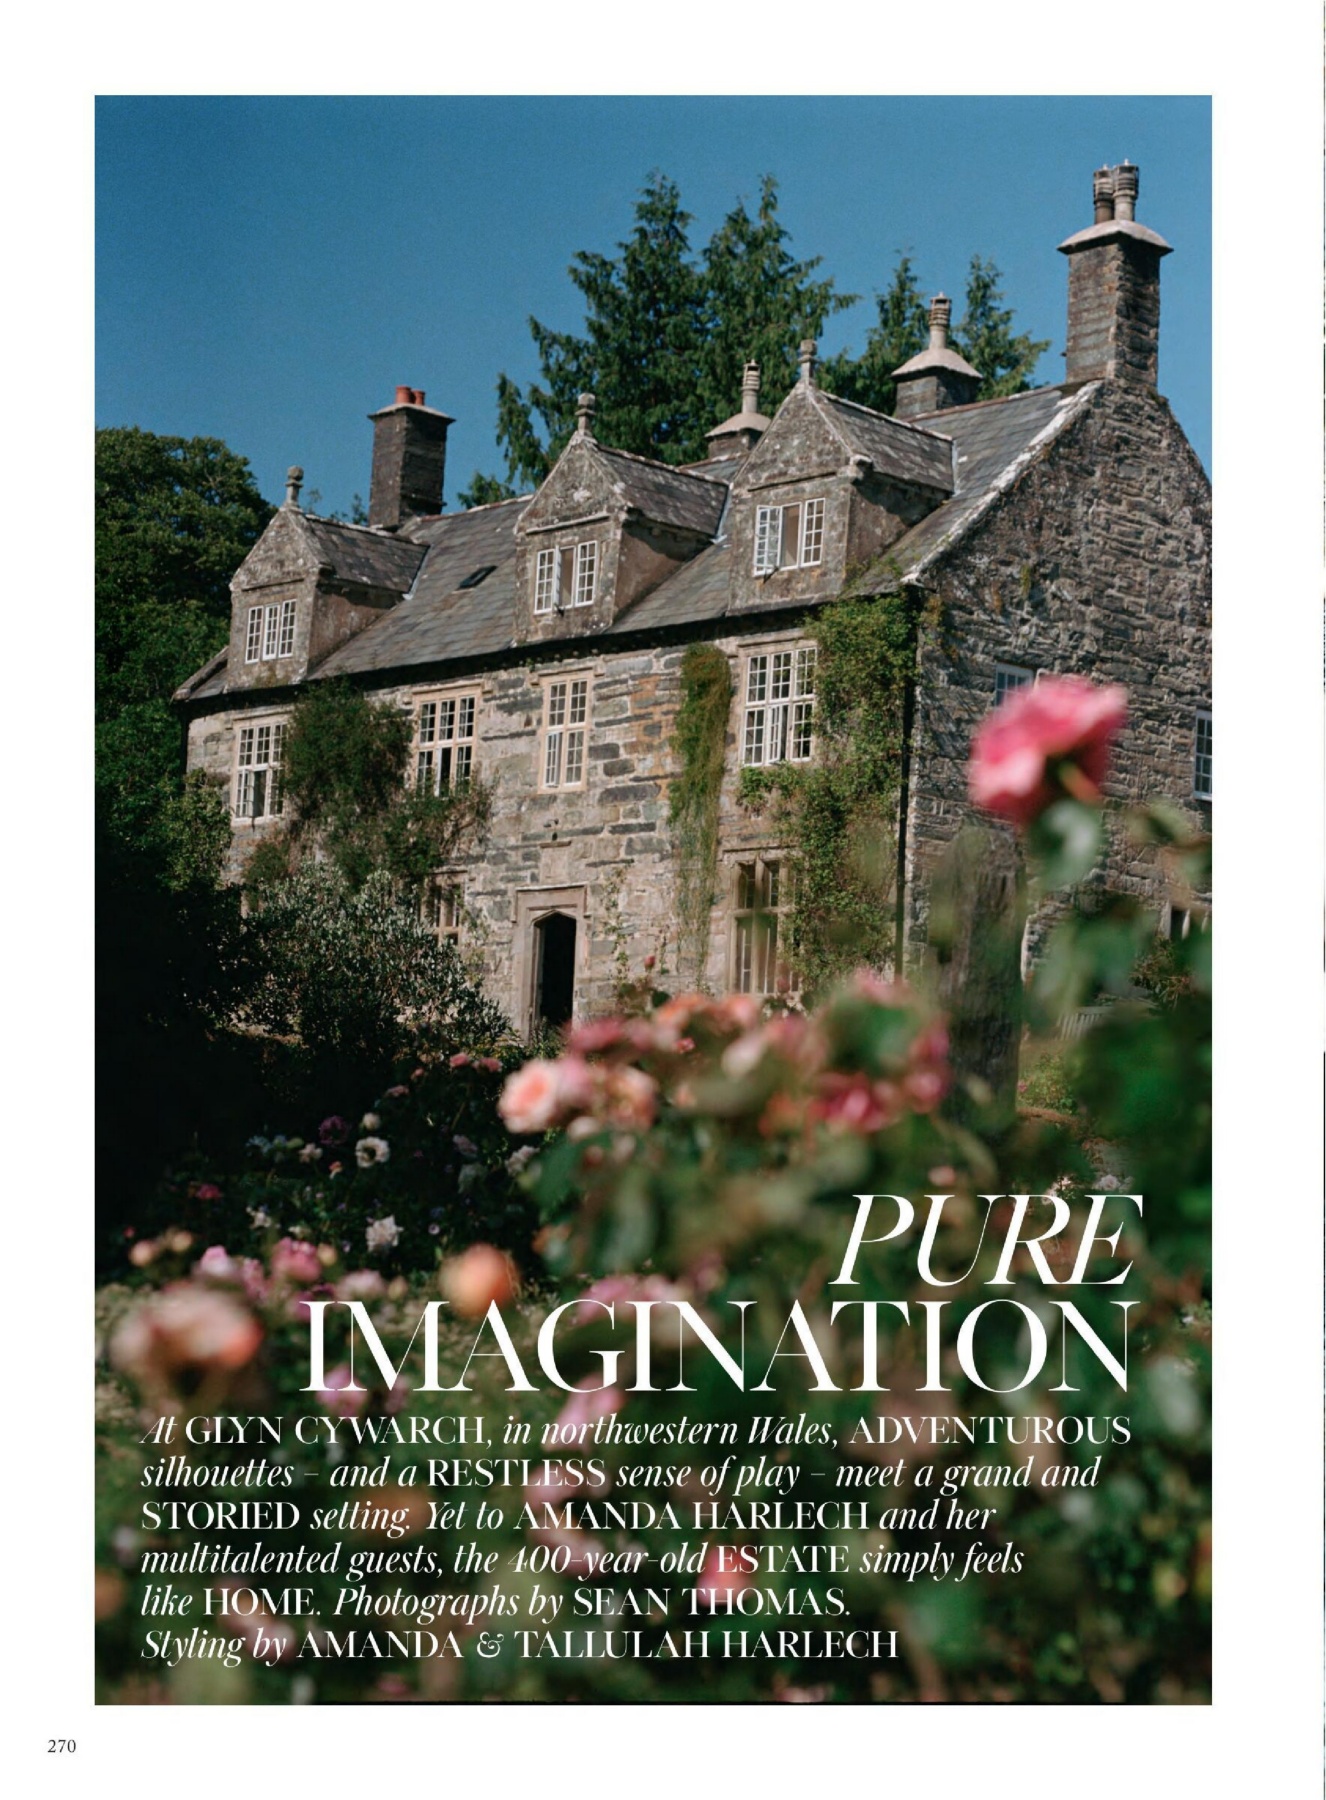 PURE
IMAGINATION
At GLYN CYWARCH, in northwestern Wales, ADVENTUROUS
silhouettes – and a RESTLESS sense of play – meet a grand and
STORIED setting. Yet to AMANDA HARLECH and her
multitalented guests, the 400-year-old ESTATE simply feels
like HOME. Photographs by SEAN THOMAS.
Styling by AMANDA & TALLULAH HARLECH
270